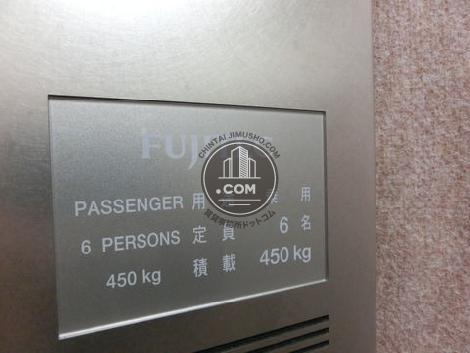 CHINTAI JIMUSHO.COM
.COM
賃貸事務所ドットコム
PASSENGER 用
用
6 PERSONS 定員 6名
450 kg 積載 450 kg